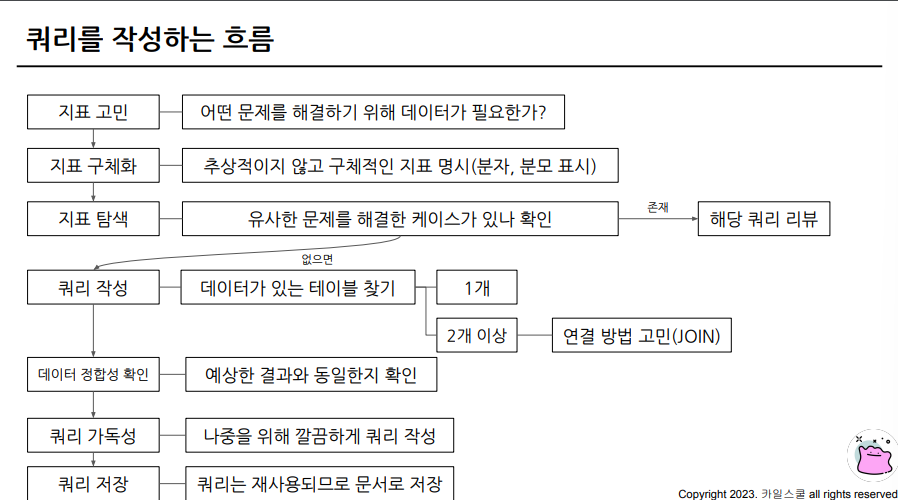 쿼리를 작성하는 흐름
지표 고민
어떤 문제를 해결하기 위해 데이터가 필요한가?
지표 구체화
추상적이지 않고 구체적인 지표 명시(분자, 분모 표시)
지표 탐색
유사한 문제를 해결한 케이스가 있나 확인
존재
해당 쿼리 리뷰
없으면
쿼리 작성
데이터가 있는 테이블 찾기
1개
2개 이상
연결 방법 고민(JOIN)
데이터 정합성 확인
예상한 결과와 동일한지 확인
쿼리 가독성
나중을 위해 깔끔하게 쿼리 작성
쿼리 저장
쿼리는 재사용되므로 문서로 저장
Copyright 2023. 카일스쿨 all rights reserved